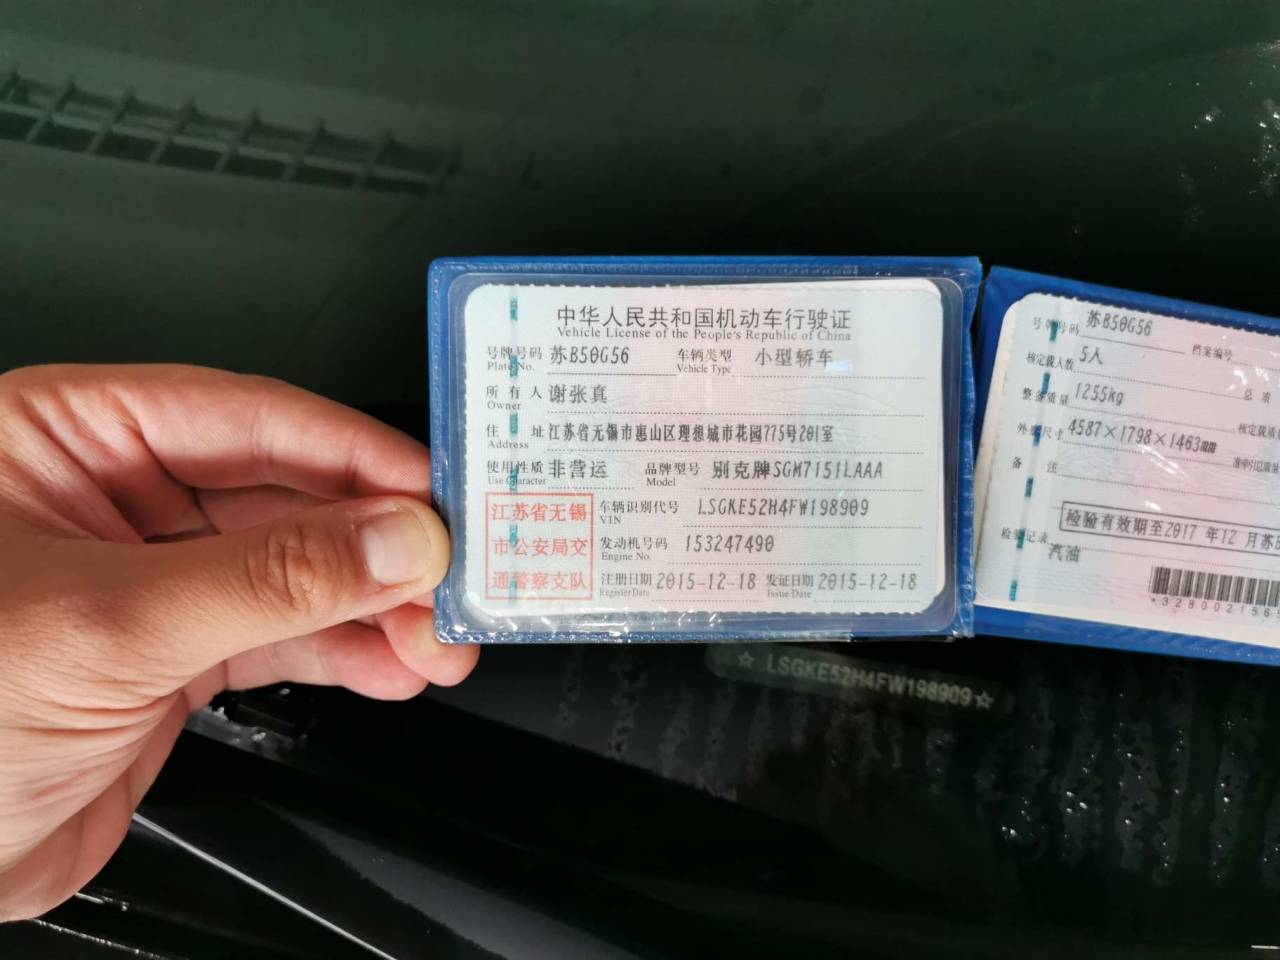 中华人民共和国机动车行驶证
Vehicle License of the People's Republic of China
号牌号码 苏B50G56 车辆类型 小型轿车
Plate No. Vehicle Type
所有人 谢张真
Owner
住址 江苏省无锡市惠山区理想城市花园775号201室
Address
使用性质 非营运 品牌型号 别克牌SGM7151LAAA
Use Character Model
江苏省无锡
市公安局交
通警察支队
车辆识别代号 LSGKE52H4FW198909
VIN
发动机号码 153247490
Engine No.
注册日期 2015-12-18 发证日期 2015-12-18
Register Date Issue Date
号牌号码 苏B50G56 档案编号
核定载人数 5人 总质
整备质量 1255kg 核定载质
外廓尺寸 4587×1798×1463 准牵引总质量
备注
检验有效期至2017年12月苏B
检验记录
汽油
*328002156
☆ LSGKE52H4FW198909☆